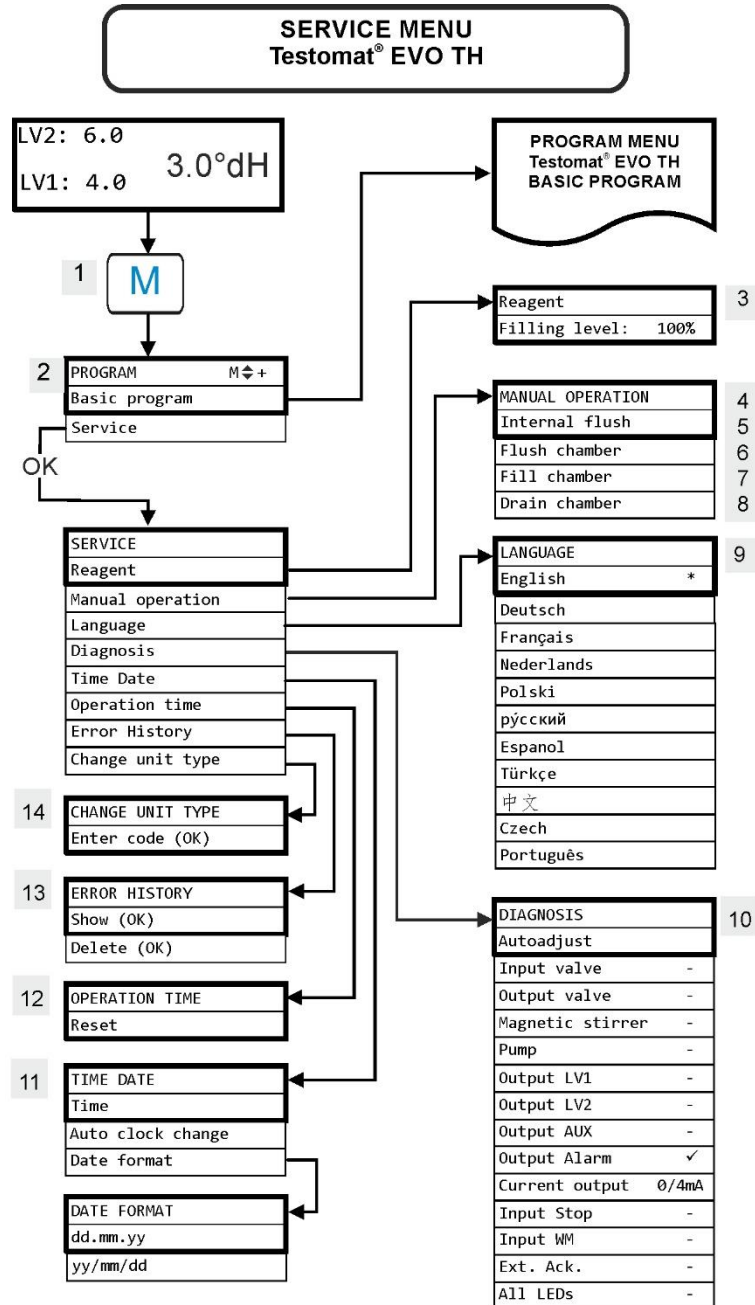 SERVICE MENU
Testomat® EVO TH
LV2: 6.0
LV1: 4.0
3.0°dH
PROGRAM MENU
Testomat® EVO TH
BASIC PROGRAM
1
M
2
PROGRAM M+
Basic program
Service
OK
Reagent
Filling level: 100%
3
MANUAL OPERATION
4
Internal flush
5
Flush chamber
6
Fill chamber
7
Drain chamber
8
SERVICE
Reagent
Manual operation
Language
Diagnosis
Time Date
Operation time
Error History
Change unit type
LANGUAGE
9
English *
Deutsch
Français
Nederlands
Polski
ру́сский
Espanol
Türkçe
中文
Czech
Português
14
CHANGE UNIT TYPE
Enter code (OK)
13
ERROR HISTORY
Show (OK)
Delete (OK)
12
OPERATION TIME
Reset
11
TIME DATE
Time
Auto clock change
Date format
DATE FORMAT
dd.mm.yy
yy/mm/dd
DIAGNOSIS
10
Autoadjust
Input valve -
Output valve -
Magnetic stirrer -
Pump -
Output LV1 -
Output LV2 -
Output AUX -
Output Alarm ✓
Current output 0/4mA
Input Stop -
Input WM -
Ext. Ack. -
All LEDs -